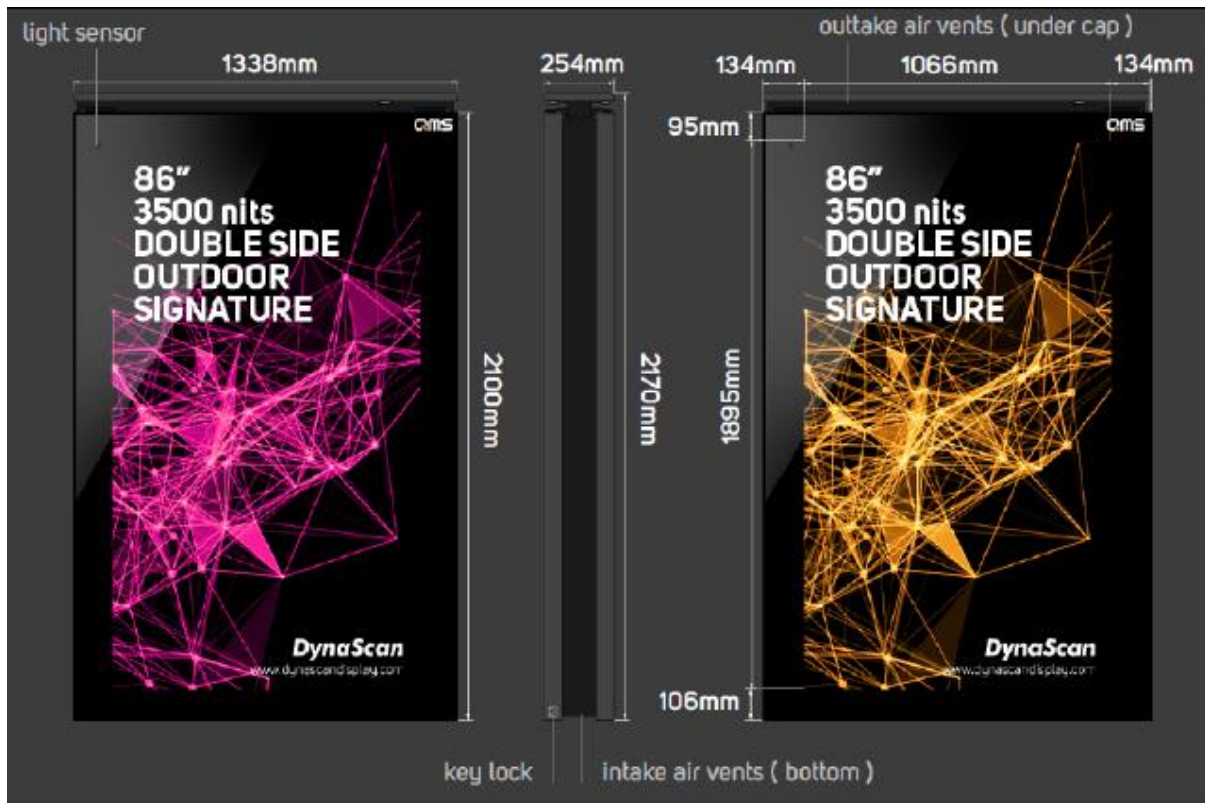 light sensor
outtake air vents ( under cap )
1338mm
254mm
134mm
1066mm
134mm
95mm
qms
qms
86"
3500 nits
DOUBLE SIDE
OUTDOOR
SIGNATURE
86"
3500 nits
DOUBLE SIDE
OUTDOOR
SIGNATURE
2100mm
2170mm
1895mm
DynaScan
www.dynascandisplay.com
DynaScan
www.dynascandisplay.com
106mm
key lock
intake air vents ( bottom )